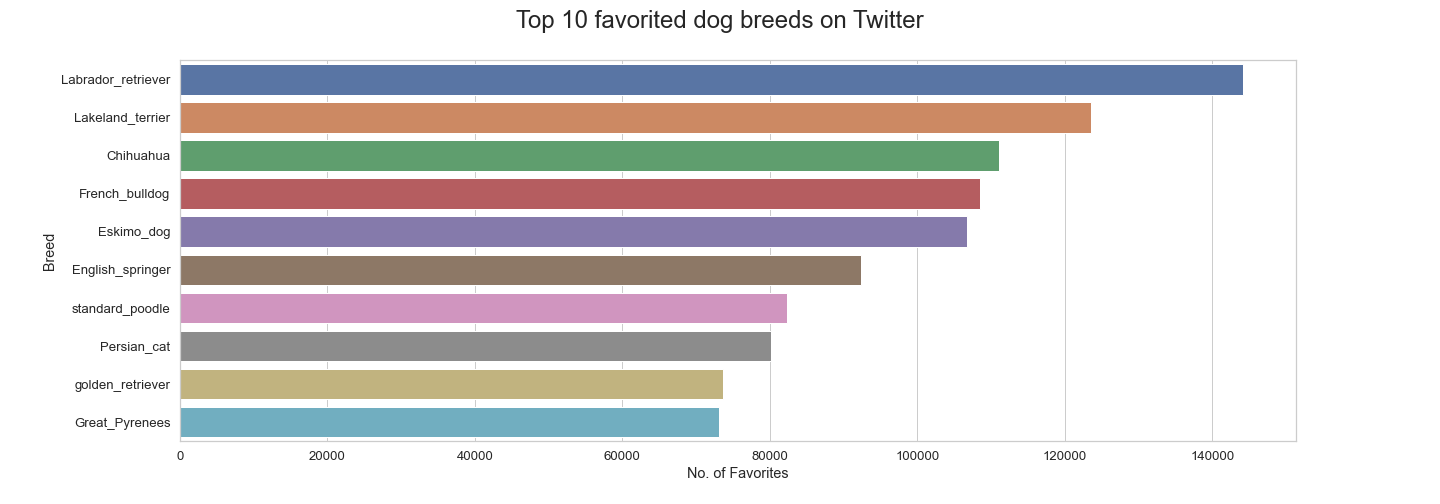 Top 10 favorited dog breeds on Twitter
Labrador_retriever
Lakeland_terrier
Chihuahua
French_bulldog
Eskimo_dog
English_springer
standard_poodle
Persian_cat
golden_retriever
Great_Pyrenees
Breed
0 20000 40000 60000 80000 100000 120000 140000
No. of Favorites